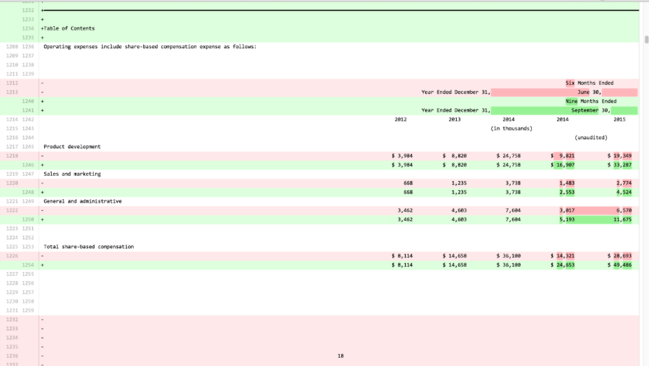 1232 +
1233 +
1234 +Table of Contents
1235 +
1208 1236 Operating expenses include share-based compensation expense as follows:
1209 1237
1210 1238
1211 1239
1212 - Six Months Ended
1213 - Year Ended December 31, June 30,
1240 + Nine Months Ended
1241 + Year Ended December 31, September 30,
1214 1242 2012 2013 2014 2014 2015
1215 1243 (in thousands)
1216 1244 (unaudited)
1217 1245 Product development
1218 - $ 3,984 $ 8,820 $ 24,758 $ 9,821 $ 19,349
1246 + $ 3,984 $ 8,820 $ 24,758 $ 16,907 $ 33,287
1219 1247 Sales and marketing
1220 - 668 1,235 3,738 1,483 2,774
1248 + 668 1,235 3,738 2,553 4,524
1221 1249 General and administrative
1222 - 3,462 4,603 7,604 3,017 6,570
1250 + 3,462 4,603 7,604 5,193 11,675
1223 1251
1224 1252
1225 1253 Total share-based compensation
1226 - $ 8,114 $ 14,658 $ 36,100 $ 14,321 $ 28,693
1254 + $ 8,114 $ 14,658 $ 36,100 $ 24,653 $ 49,486
1227 1255
1228 1256
1229 1257
1230 1258
1231 1259
1232 -
1233 -
1234 -
1235 -
1236 - 18